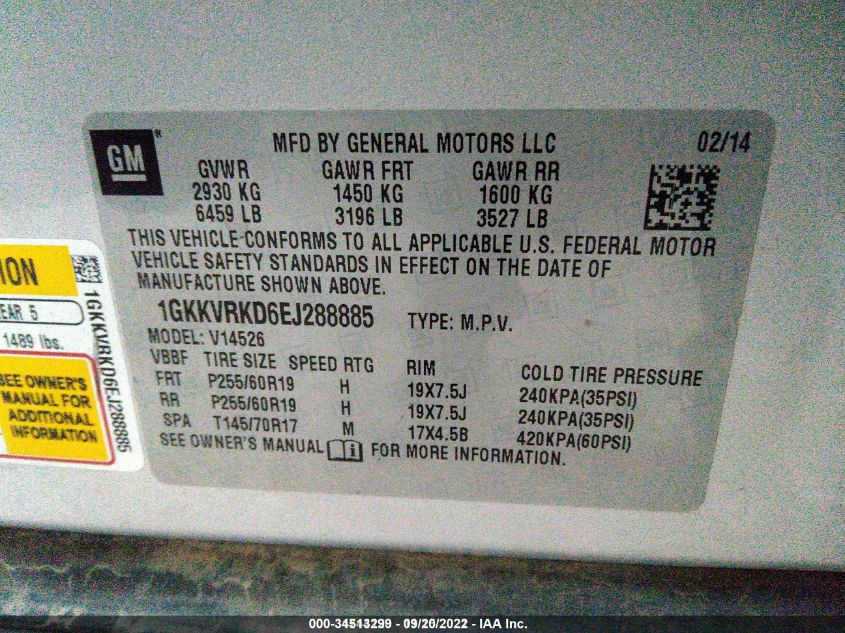 GM
MFD BY GENERAL MOTORS LLC 02/14
GVWR GAWR FRT GAWR RR
2930 KG 1450 KG 1600 KG
6459 LB 3196 LB 3527 LB
THIS VEHICLE CONFORMS TO ALL APPLICABLE U.S. FEDERAL MOTOR
VEHICLE SAFETY STANDARDS IN EFFECT ON THE DATE OF
MANUFACTURE SHOWN ABOVE.
1GKKVRKD6EJ288885 TYPE: M.P.V.
MODEL: V14526
VBBF TIRE SIZE SPEED RTG RIM COLD TIRE PRESSURE
FRT P255/60R19 H 19X7.5J 240KPA(35PSI)
RR P255/60R19 H 19X7.5J 240KPA(35PSI)
SPA T145/70R17 M 17X4.5B 420KPA(60PSI)
SEE OWNER'S MANUAL FOR MORE INFORMATION.
ION
EAR 5
1489 lbs.
SEE OWNER'S
MANUAL FOR
ADDITIONAL
INFORMATION
1GKKVRKD6EJ288885
000-34513299 - 09/20/2022 - IAA Inc.